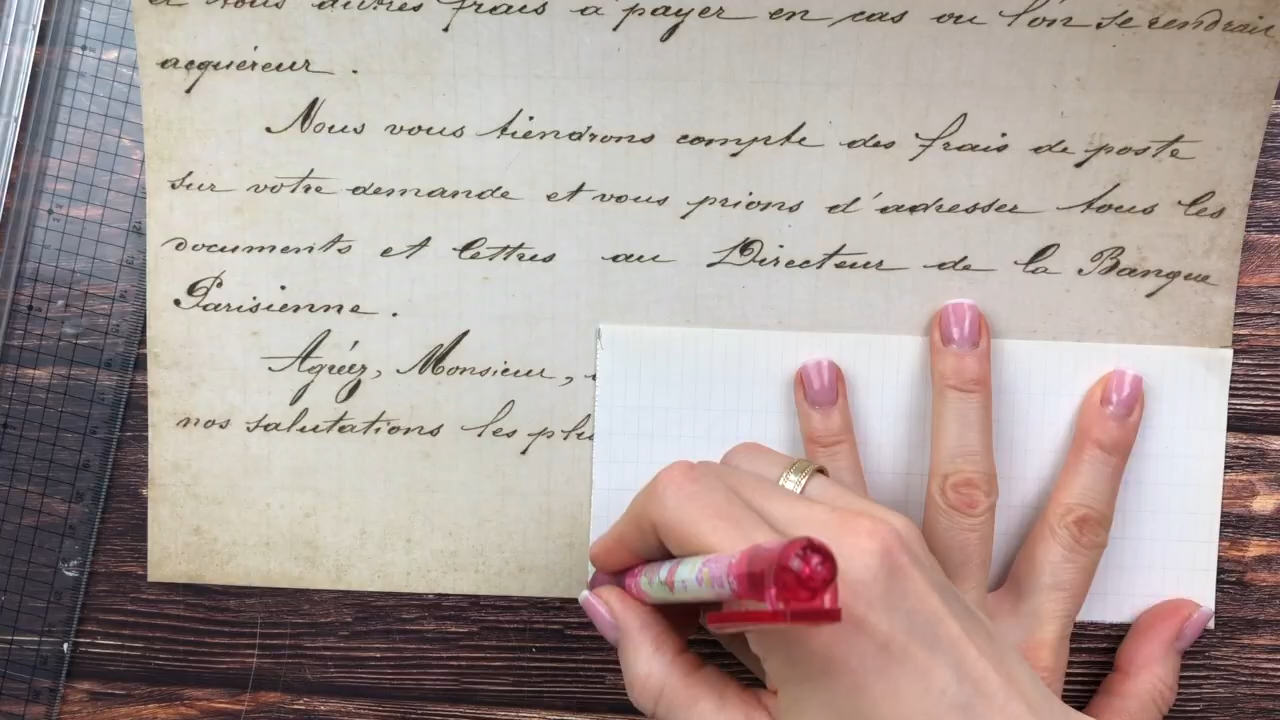 et tous autres frais à payer en cas ou l'on se rendrait
acquéreur.
Nous vous tiendrons compte des frais de poste
sur votre demande et vous prions d'adresser tous les
documents et lettres au Directeur de la Banque
Parisienne.
Agréez, Monsieur,
nos salutations les plu